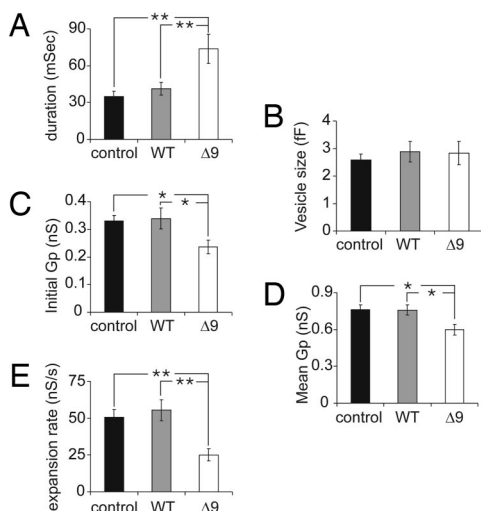 A
duration (mSec)
90
60
30
0
**
**
control WT Δ9
B
Vesicle size (fF)
4
3
2
1
0
control WT Δ9
C
Initial Gp (nS)
0.4
0.3
0.2
0.1
0
*
*
control WT Δ9
D
Mean Gp (nS)
0.9
0.6
0.3
0
*
*
control WT Δ9
E
expansion rate (nS/s)
75
50
25
0
**
**
control WT Δ9